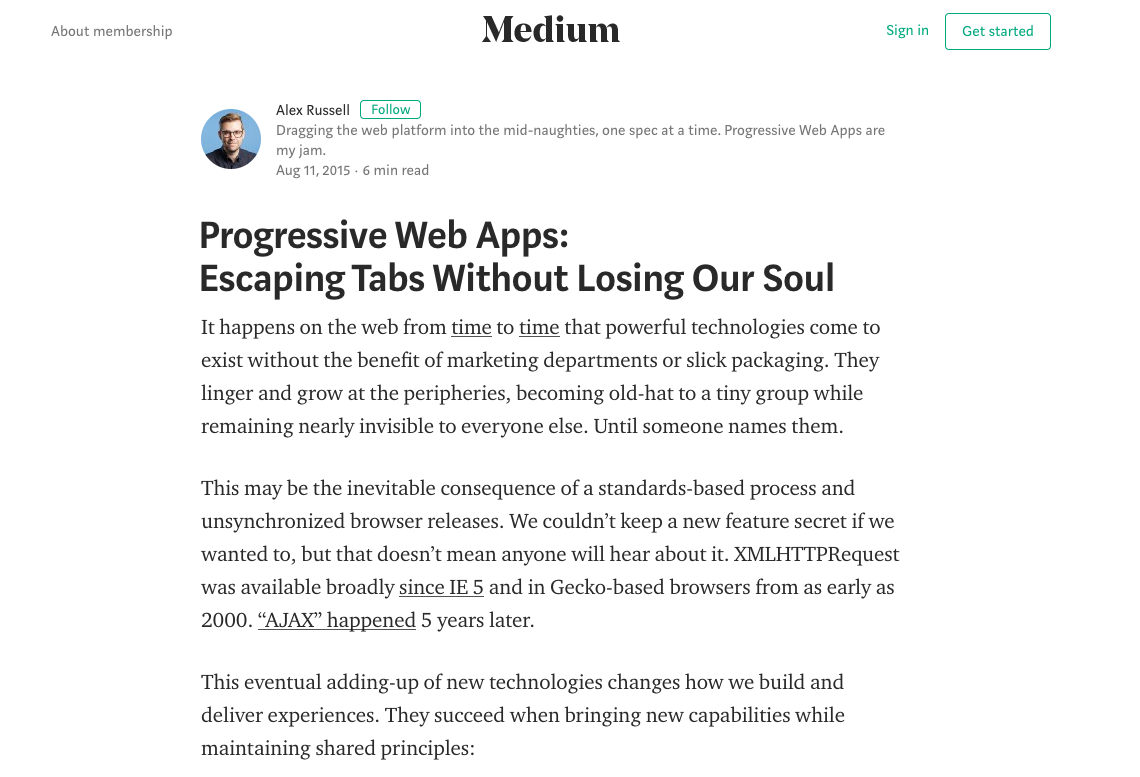 About membership
Medium
Sign in
Get started
Alex Russell Follow
Dragging the web platform into the mid-naughties, one spec at a time. Progressive Web Apps are
my jam.
Aug 11, 2015 · 6 min read
Progressive Web Apps:
Escaping Tabs Without Losing Our Soul
It happens on the web from time to time that powerful technologies come to
exist without the benefit of marketing departments or slick packaging. They
linger and grow at the peripheries, becoming old-hat to a tiny group while
remaining nearly invisible to everyone else. Until someone names them.
This may be the inevitable consequence of a standards-based process and
unsynchronized browser releases. We couldn’t keep a new feature secret if we
wanted to, but that doesn’t mean anyone will hear about it. XMLHTTPRequest
was available broadly since IE 5 and in Gecko-based browsers from as early as
2000. “AJAX” happened 5 years later.
This eventual adding-up of new technologies changes how we build and
deliver experiences. They succeed when bringing new capabilities while
maintaining shared principles: